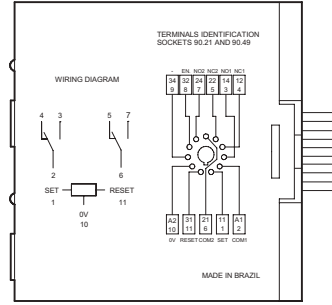 TERMINALS IDENTIFICATION
SOCKETS 90.21 AND 90.49
WIRING DIAGRAM
- EN. NO2 NC2 NO1 NC1
34 32 24 22 14 12
9 8 7 5 3 4
4 3 5 7
2 6
SET RESET
1 11
0V
10
A2 31 21 11 A1
10 11 6 1 2
0V RESET COM2 SET COM1
MADE IN BRAZIL